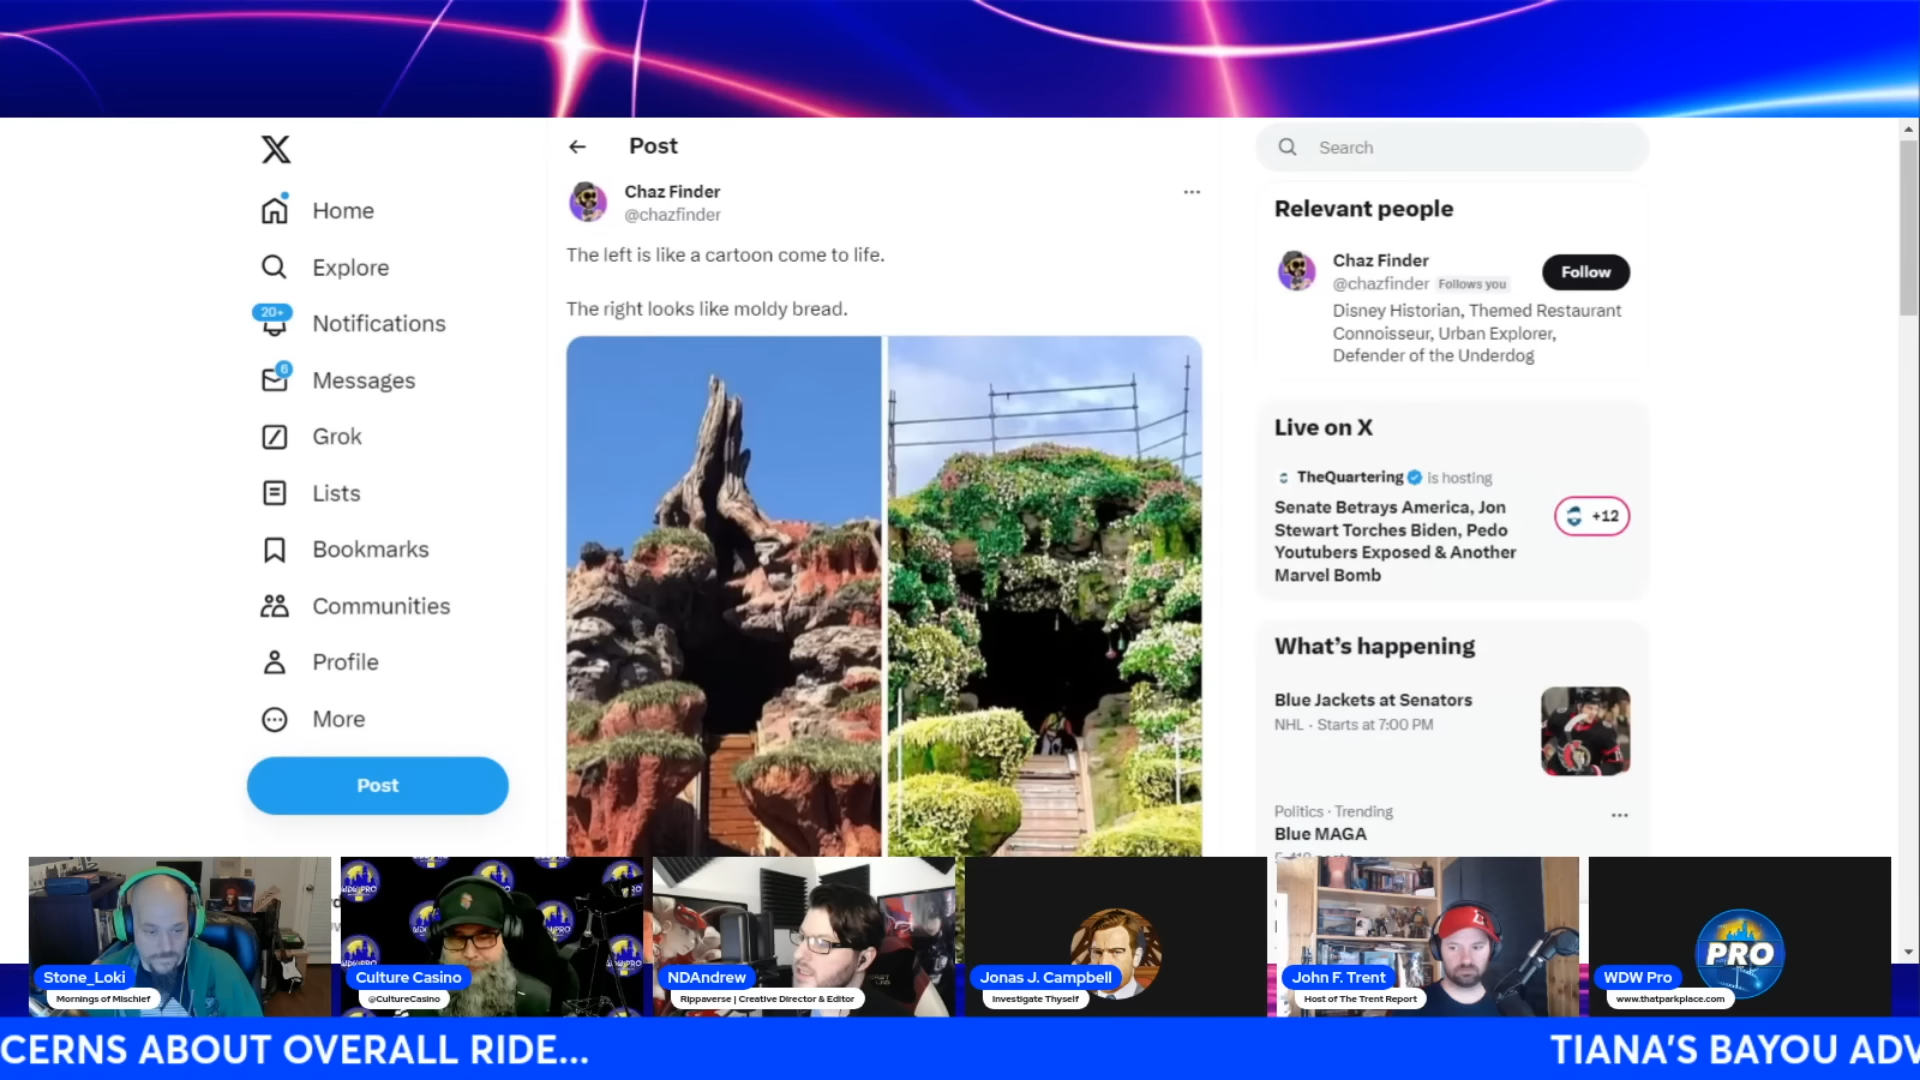 Home
Explore
20+
Notifications
6
Messages
Grok
Lists
Bookmarks
Communities
Profile
More
Post
Post
Chaz Finder
@chazfinder
The left is like a cartoon come to life.
The right looks like moldy bread.
Search
Relevant people
Chaz Finder
@chazfinder Follows you
Follow
Disney Historian, Themed Restaurant
Connoisseur, Urban Explorer,
Defender of the Underdog
Live on X
TheQuartering is hosting
Senate Betrays America, Jon
Stewart Torches Biden, Pedo
Youtubers Exposed & Another
Marvel Bomb
+12
What's happening
Blue Jackets at Senators
NHL · Starts at 7:00 PM
Politics · Trending
Blue MAGA
Stone_Loki
Mornings of Mischief
Culture Casino
@CultureCasino
NDAndrew
Rippaverse | Creative Director & Editor
Jonas J. Campbell
Investigate Thyself
John F. Trent
Host of The Trent Report
PRO
WDW Pro
www.thatparkplace.com
CERNS ABOUT OVERALL RIDE...
TIANA'S BAYOU ADV